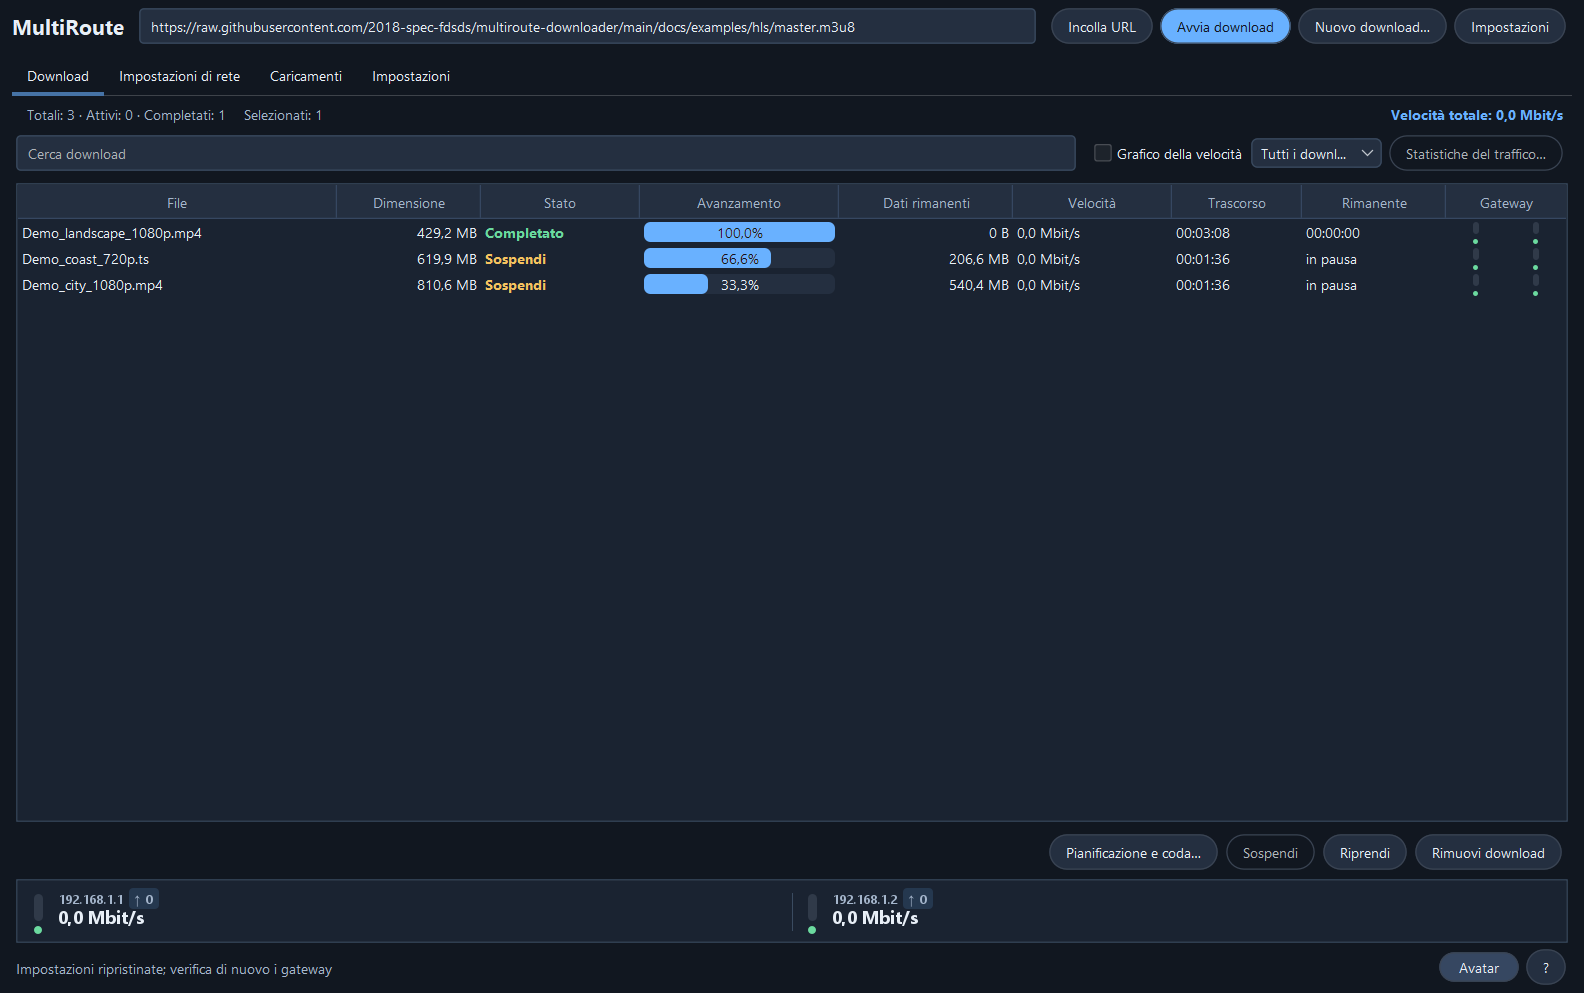 MultiRoute
https://raw.githubusercontent.com/2018-spec-fdsds/multiroute-downloader/main/docs/examples/hls/master.m3u8
Incolla URL
Avvia download
Nuovo download...
Impostazioni
Download
Impostazioni di rete
Caricamenti
Impostazioni
Totali: 3 · Attivi: 0 · Completati: 1
Selezionati: 1
Velocità totale: 0,0 Mbit/s
Cerca download
Grafico della velocità
Tutti i downl...
Statistiche del traffico...
File Dimensione Stato Avanzamento Dati rimanenti Velocità Trascorso Rimanente Gateway
Demo_landscape_1080p.mp4 429,2 MB Completato 100,0% 0 B 0,0 Mbit/s 00:03:08 00:00:00
Demo_coast_720p.ts 619,9 MB Sospendi 66,6% 206,6 MB 0,0 Mbit/s 00:01:36 in pausa
Demo_city_1080p.mp4 810,6 MB Sospendi 33,3% 540,4 MB 0,0 Mbit/s 00:01:36 in pausa
Pianificazione e coda...
Sospendi
Riprendi
Rimuovi download
192.168.1.1 ↑ 0
0,0 Mbit/s
192.168.1.2 ↑ 0
0,0 Mbit/s
Impostazioni ripristinate; verifica di nuovo i gateway
Avatar
?